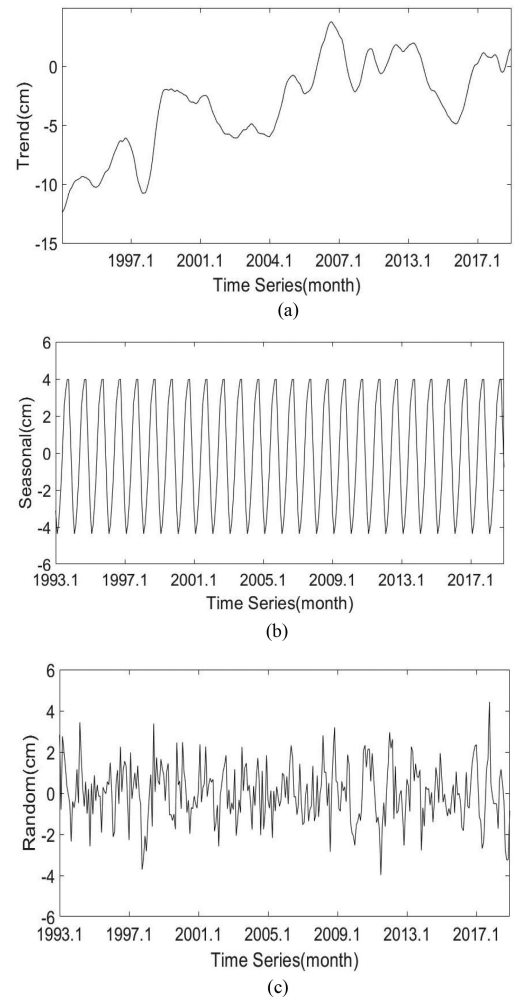 0
-5
-10
-15
Trend(cm)
1997.1 2001.1 2004.1 2007.1 2013.1 2017.1
Time Series(month)
(a)
6
4
2
0
-2
-4
-6
Seasonal(cm)
1993.1 1997.1 2001.1 2005.1 2009.1 2013.1 2017.1
Time Series(month)
(b)
6
4
2
0
-2
-4
-6
Random(cm)
1993.1 1997.1 2001.1 2005.1 2009.1 2013.1 2017.1
Time Series(month)
(c)